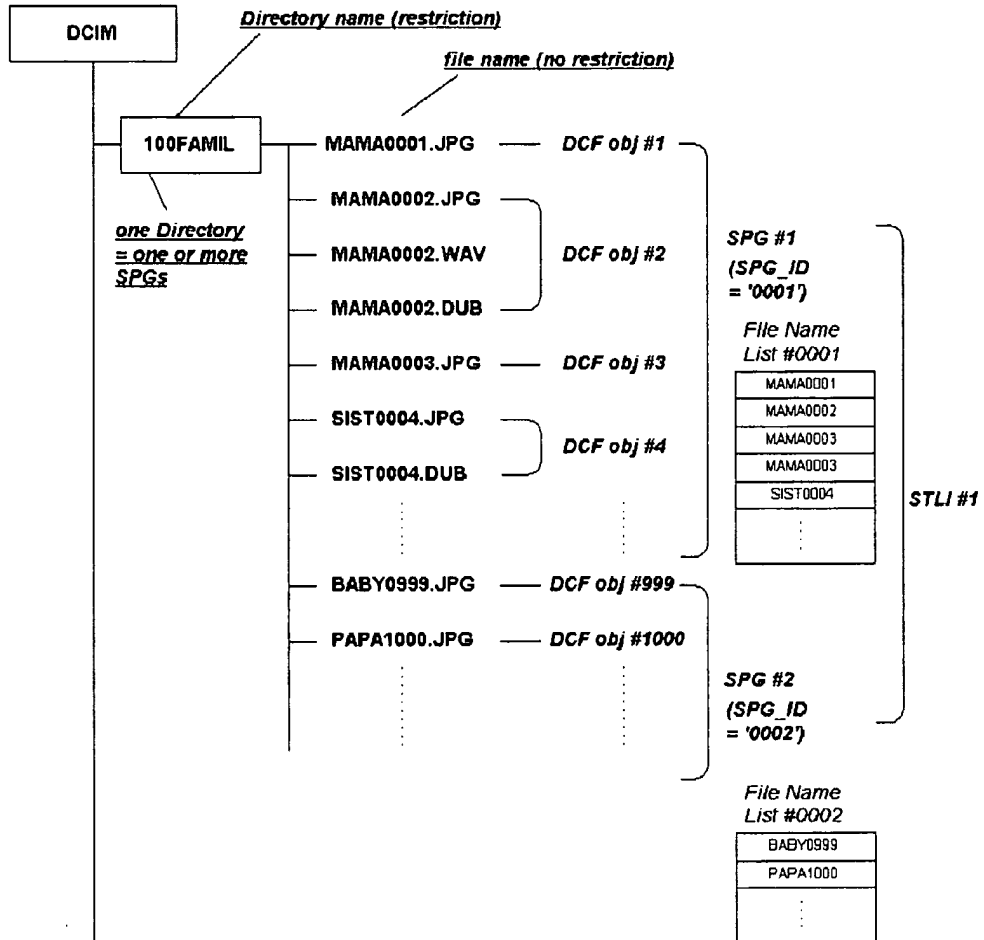 DCIM
Directory name (restriction)
file name (no restriction)
100FAMIL
one Directory
= one or more
SPGs
MAMA0001.JPG
DCF obj #1
MAMA0002.JPG
MAMA0002.WAV
DCF obj #2
MAMA0002.DUB
MAMA0003.JPG
DCF obj #3
SIST0004.JPG
DCF obj #4
SIST0004.DUB
BABY0999.JPG
DCF obj #999
PAPA1000.JPG
DCF obj #1000
SPG #1
(SPG_ID
= '0001')
File Name
List #0001
MAMA0001
MAMA0002
MAMA0003
MAMA0003
SIST0004
STLI #1
SPG #2
(SPG_ID
= '0002')
File Name
List #0002
BABY0999
PAPA1000